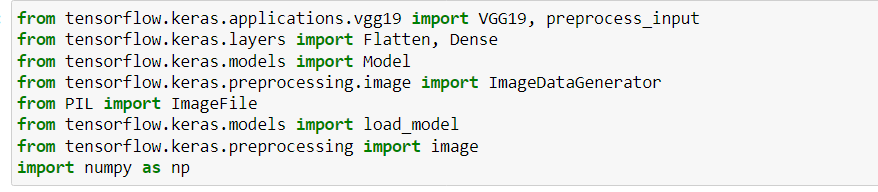 from tensorflow.keras.applications.vgg19 import VGG19, preprocess_input
from tensorflow.keras.layers import Flatten, Dense
from tensorflow.keras.models import Model
from tensorflow.keras.preprocessing.image import ImageDataGenerator
from PIL import ImageFile
from tensorflow.keras.models import load_model
from tensorflow.keras.preprocessing import image
import numpy as np